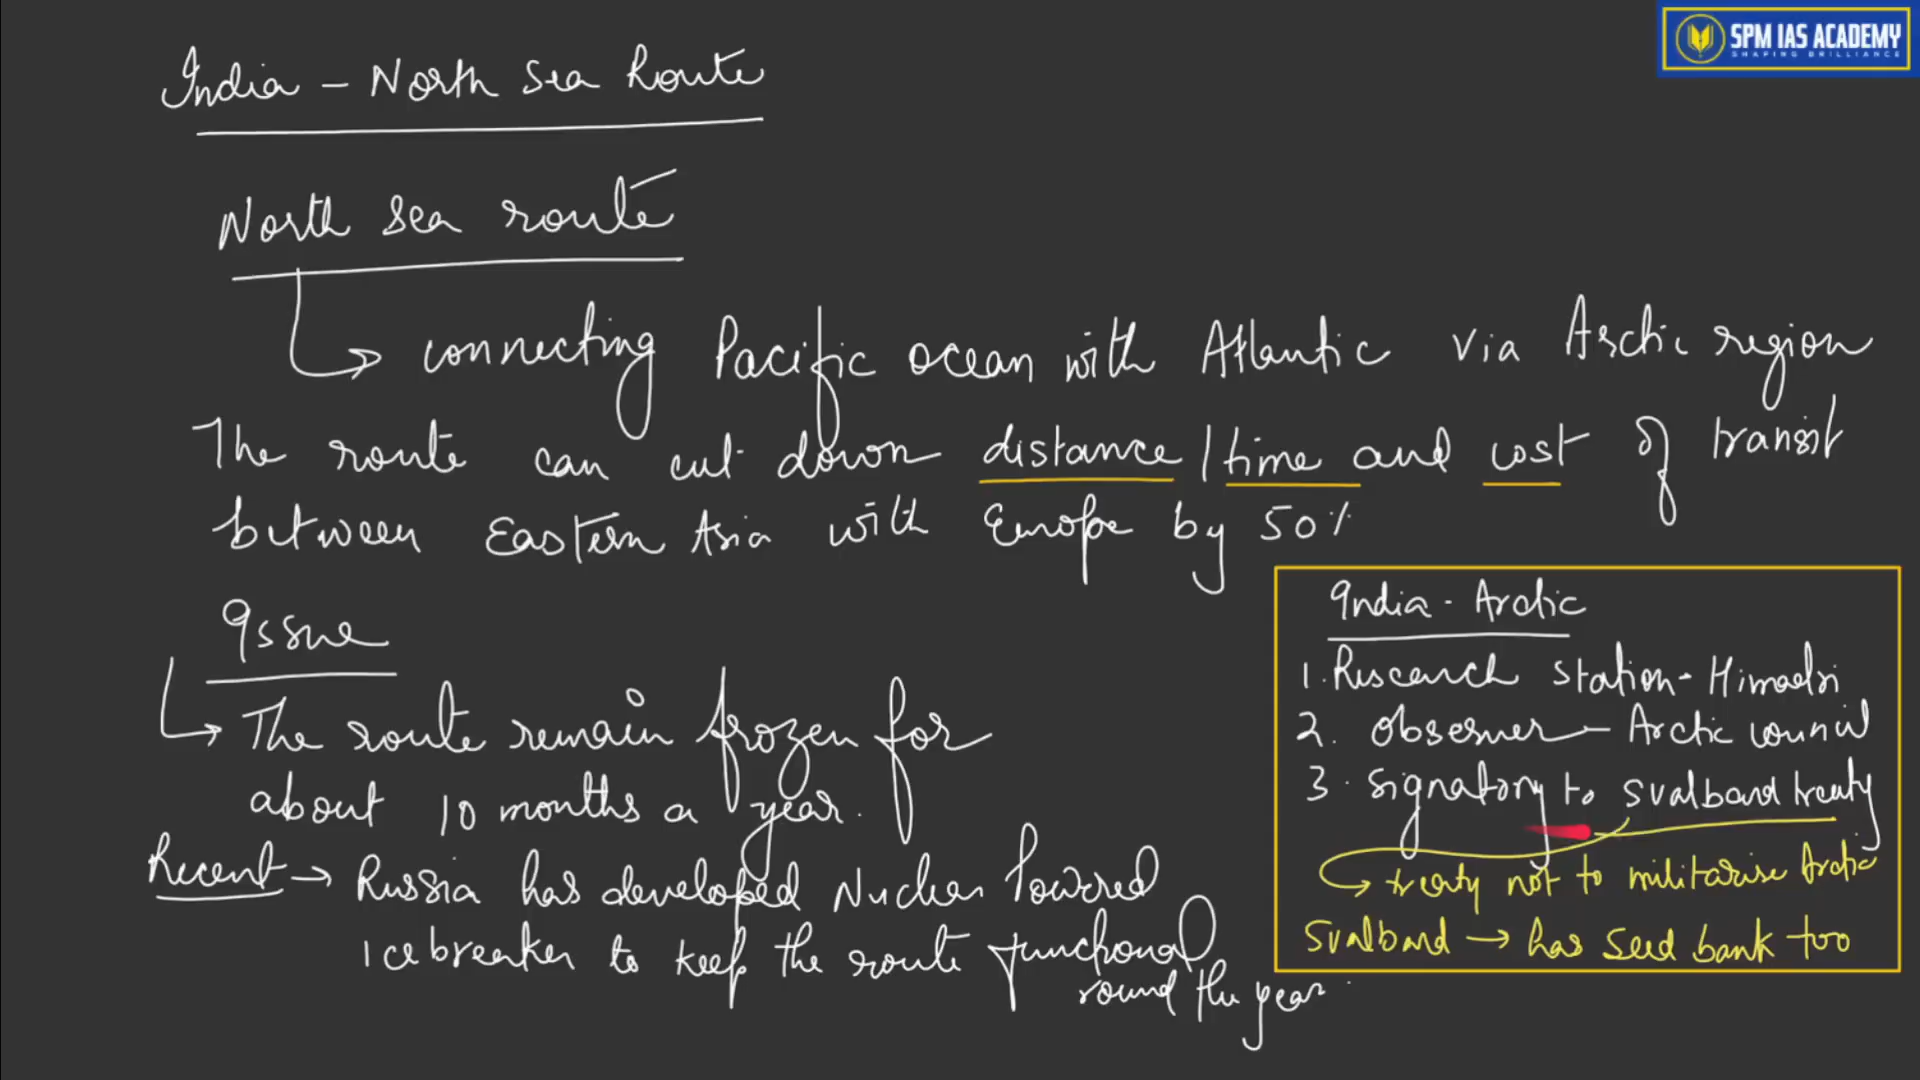 SPM IAS ACADEMY
SHAPING BRILLIANCE
India - North Sea Route
North Sea route
connecting Pacific ocean with Atlantic via Arctic region
The route can cut down distance / time and cost of transit
between Eastern Asia with Europe by 50%
Issue
The route remain frozen for
about 10 months a year.
Recent → Russia has developed Nuclear Powered
Icebreaker to keep the route functional
round the year.
India - Arctic
1. Research Station - Himadri
2. Observer - Arctic council
3. Signatory to svalband treaty
treaty not to militarise Arctic
Svalband → has seed bank too